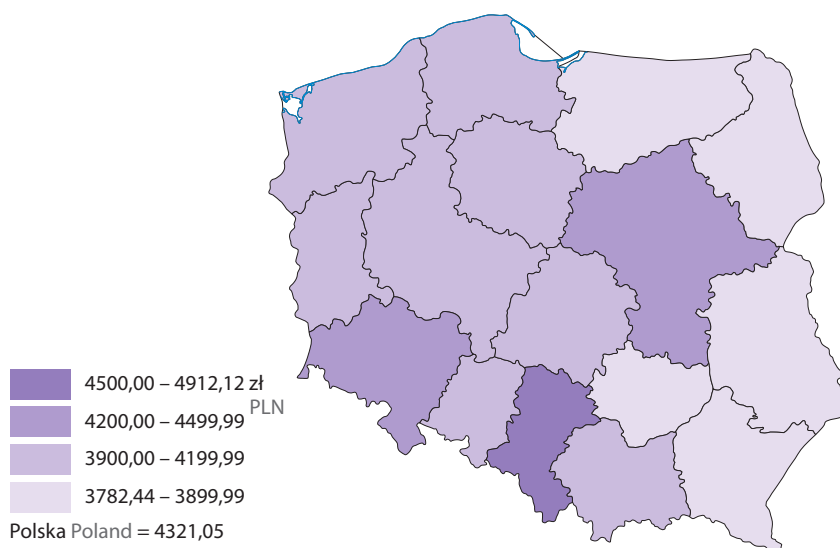 4500,00 – 4912,12 zł
PLN
4200,00 – 4499,99
3900,00 – 4199,99
3782,44 – 3899,99
Polska Poland = 4321,05